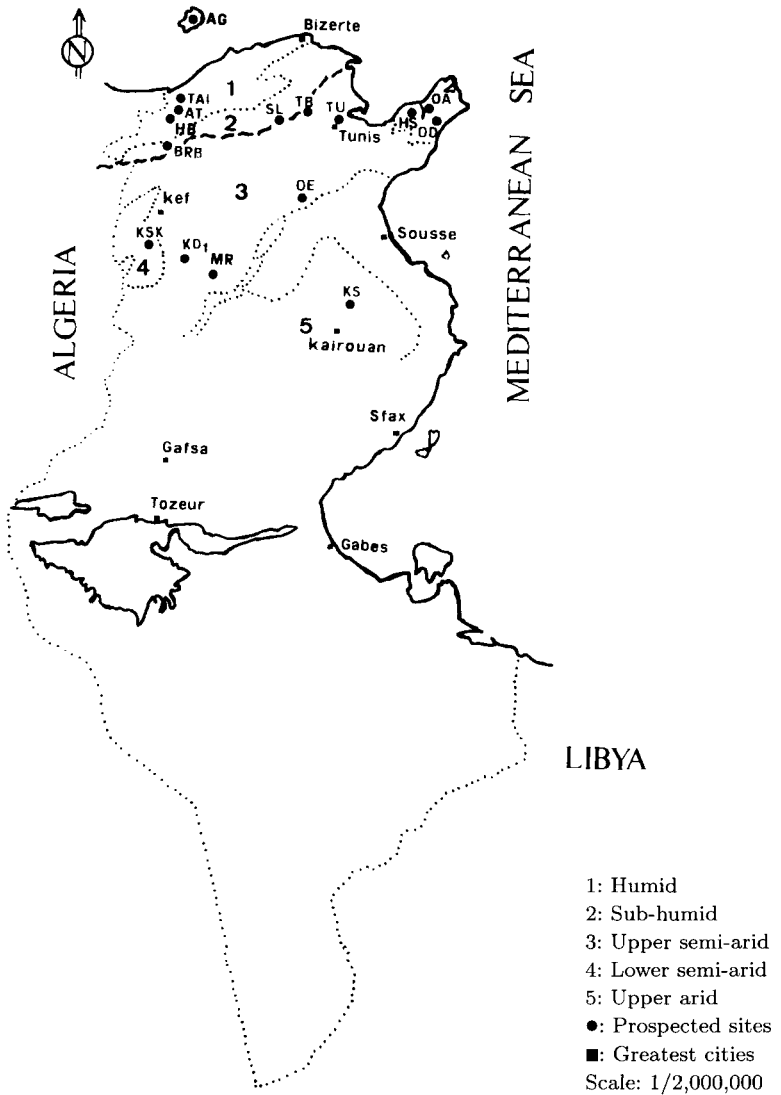 N
AG
Bizerte
1
TAI
AT
HB
2
SL
TB
TU
Tunis
HS
2
OA
DD
BRB
3
kef
OE
KSK
KD1
MR
4
Sousse
KS
5
kairouan
ALGERIA
MEDITERRANEAN SEA
Sfax
Gafsa
Tozeur
Gabes
LIBYA
1: Humid
2: Sub-humid
3: Upper semi-arid
4: Lower semi-arid
5: Upper arid
●: Prospected sites
■: Greatest cities
Scale: 1/2,000,000